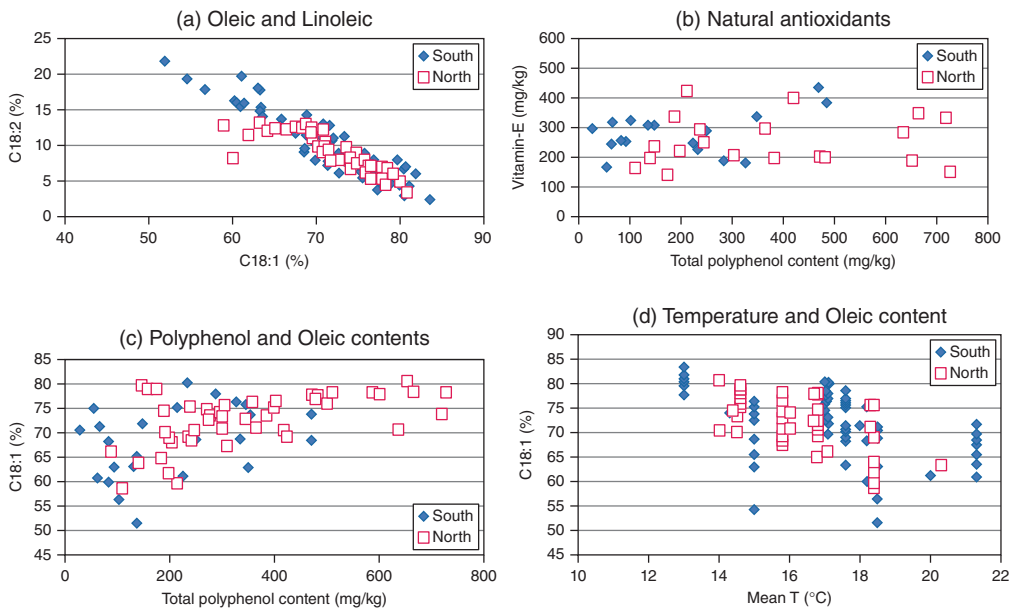 (a) Oleic and Linoleic
25
20
15
10
5
0
40
50
60
70
80
90
C18:2 (%)
C18:1 (%)
South
North
(b) Natural antioxidants
600
500
400
300
200
100
0
0
100
200
300
400
500
600
700
800
Vitamin-E (mg/kg)
Total polyphenol content (mg/kg)
South
North
(c) Polyphenol and Oleic contents
85
80
75
70
65
60
55
50
45
0
200
400
600
800
C18:1 (%)
Total polyphenol content (mg/kg)
South
North
(d) Temperature and Oleic content
90
85
80
75
70
65
60
55
50
45
10
12
14
16
18
20
22
C18:1 (%)
Mean T (°C)
South
North